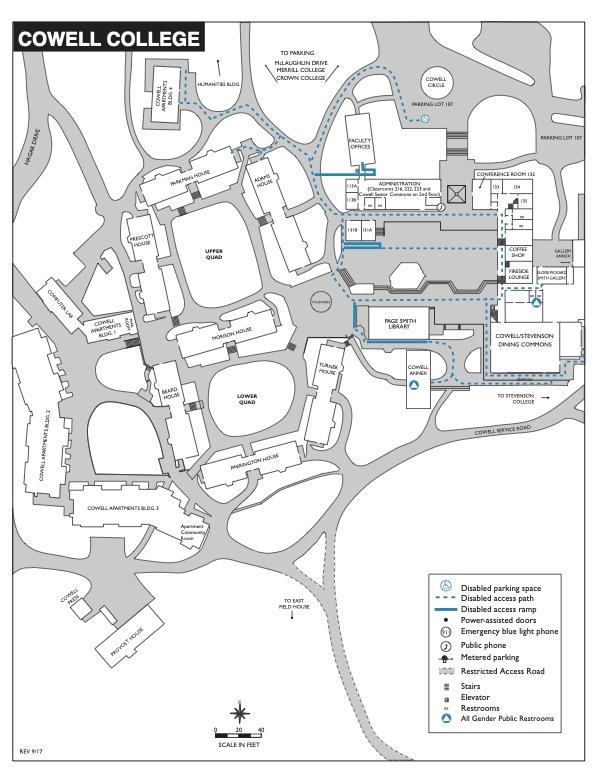 COWELL COLLEGE
TO PARKING
McLAUGHLIN DRIVE
MERRILL COLLEGE
CROWN COLLEGE
HUMANITIES BLDG.
COWELL
APARTMENTS
BLDG. 4
COWELL
CIRCLE
PARKING LOT 107
PARKING LOT 107
HAGAR DRIVE
FACULTY
OFFICES
PARKMAN HOUSE
ADAMS
HOUSE
CONFERENCE ROOM 132
ADMINISTRATION
(Classrooms 216, 222, 223 and
Cowell Senior Commons on 2nd floor)
113A
113B
133
134
135
131B
131A
PRESCOTT
HOUSE
UPPER
QUAD
COFFEE
SHOP
GALLERY
ANNEX
FIRESIDE
LOUNGE
ELOISE PICKARD
SMITH GALLERY
COMPUTER LAB
FOUNTAIN
COWELL
APARTMENTS
BLDG. 1
MORISON HOUSE
PAGE SMITH
LIBRARY
COWELL/STEVENSON
DINING COMMONS
TURNER
HOUSE
COWELL
ANNEX
Balcony
BEARD
HOUSE
LOWER
QUAD
TO STEVENSON
COLLEGE
COWELL APARTMENTS BLDG. 2
COWELL SERVICE ROAD
PARRINGTON HOUSE
COWELL APARTMENTS BLDG. 3
Apartment
Community
Room
COWELL
PRESS
PROVOST HOUSE
TO EAST
FIELD HOUSE
Disabled parking space
Disabled access path
Disabled access ramp
Power-assisted doors
911
Emergency blue light phone
Public phone
Metered parking
Restricted Access Road
Stairs
Elevator
Restrooms
All Gender Public Restrooms
0 20 40
SCALE IN FEET
REV 9/17